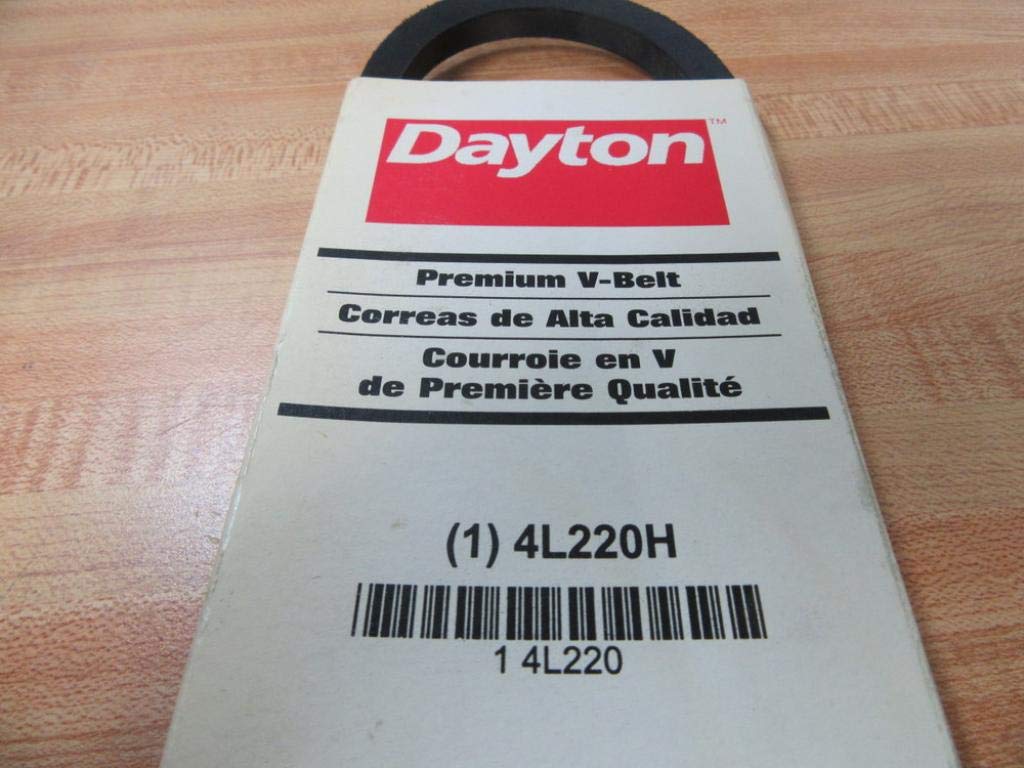 Dayton™
Premium V-Belt
Correas de Alta Calidad
Courroie en V
de Première Qualité
(1) 4L220H
1 4L220